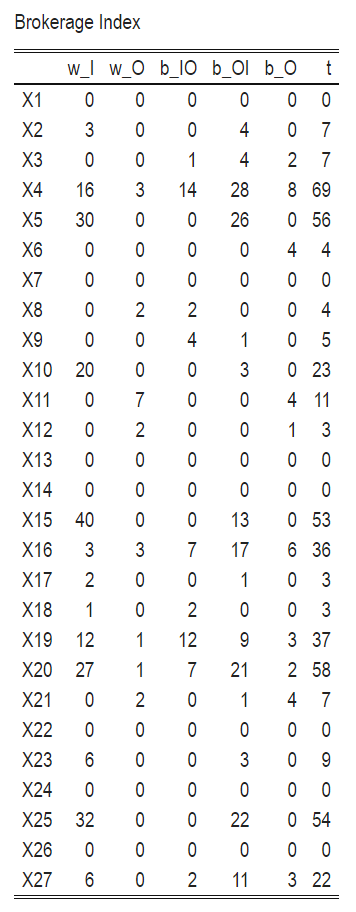 Brokerage Index
w_I w_O b_IO b_OI b_O t
X1 0 0 0 0 0 0
X2 3 0 0 4 0 7
X3 0 0 1 4 2 7
X4 16 3 14 28 8 69
X5 30 0 0 26 0 56
X6 0 0 0 0 4 4
X7 0 0 0 0 0 0
X8 0 2 2 0 0 4
X9 0 0 4 1 0 5
X10 20 0 0 3 0 23
X11 0 7 0 0 4 11
X12 0 2 0 0 1 3
X13 0 0 0 0 0 0
X14 0 0 0 0 0 0
X15 40 0 0 13 0 53
X16 3 3 7 17 6 36
X17 2 0 0 1 0 3
X18 1 0 2 0 0 3
X19 12 1 12 9 3 37
X20 27 1 7 21 2 58
X21 0 2 0 1 4 7
X22 0 0 0 0 0 0
X23 6 0 0 3 0 9
X24 0 0 0 0 0 0
X25 32 0 0 22 0 54
X26 0 0 0 0 0 0
X27 6 0 2 11 3 22